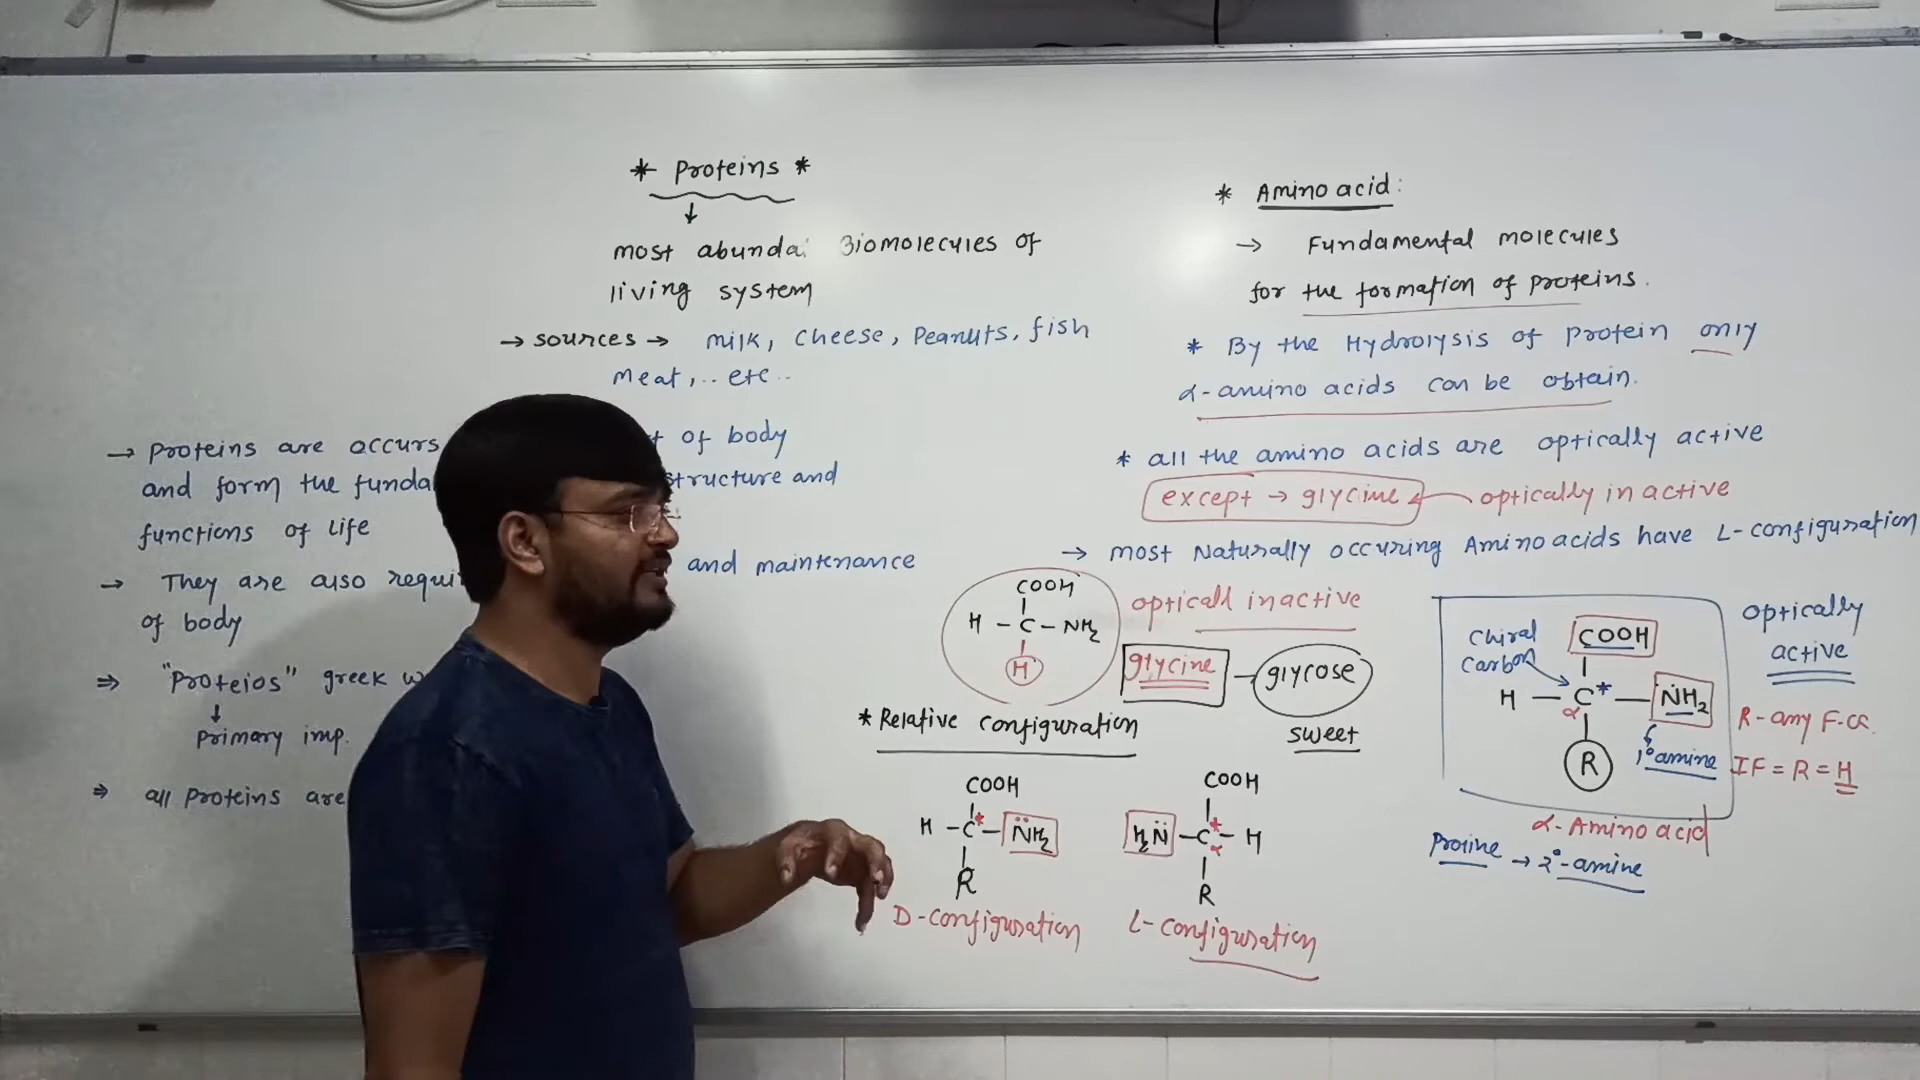 * Proteins *
↓
most abunda Biomolecules of
living system
→ sources → milk, cheese, Peanuts, fish
meat,.. etc..
→ Proteins are occurs of body
and form the funda structure and
functions of life
→ They are also requi and maintenance
of body
⇒ "Proteios" greek w
↓
Primary imp.
⇒ all Proteins are
* Amino acid:
→ Fundamental molecules
for the formation of proteins.
* By the Hydrolysis of Protein only
α-amino acids can be obtain.
* all the amino acids are optically active
except → glycine ← optically inactive
→ most Naturally occuring Amino acids have L-configuration
COOH
H - C - NH2
H
opticall inactive
glycine - glycose
sweet
Chiral
carbon
COOH
H - C* - NH2
α
R
1° amine
optically
active
R-any F.G.
IF = R = H
α-Amino acid
Proline → 2°-amine
* Relative configuration
COOH
H - C* - NH2
R
D-configuration
COOH
H2N - C* - H
α
R
L-configuration